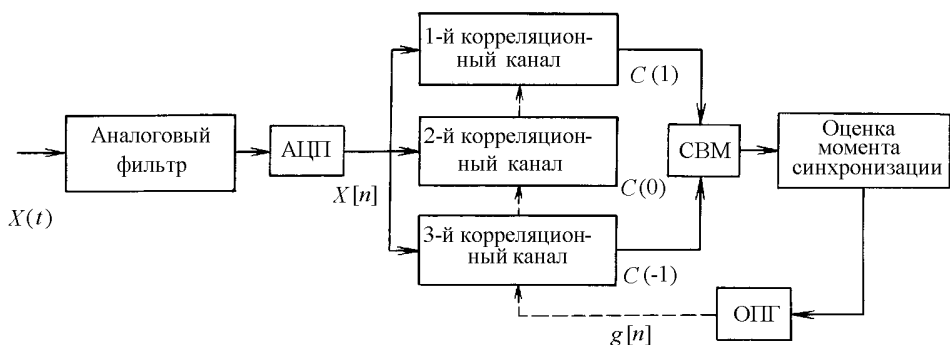 1-й корреляцион-
ный канал
C(1)
Аналоговый
фильтр
АЦП
2-й корреляцион-
ный канал
СВМ
Оценка
момента
синхронизации
X(t)
X[n]
C(0)
3-й корреляцион-
ный канал
C(-1)
ОПГ
g[n]